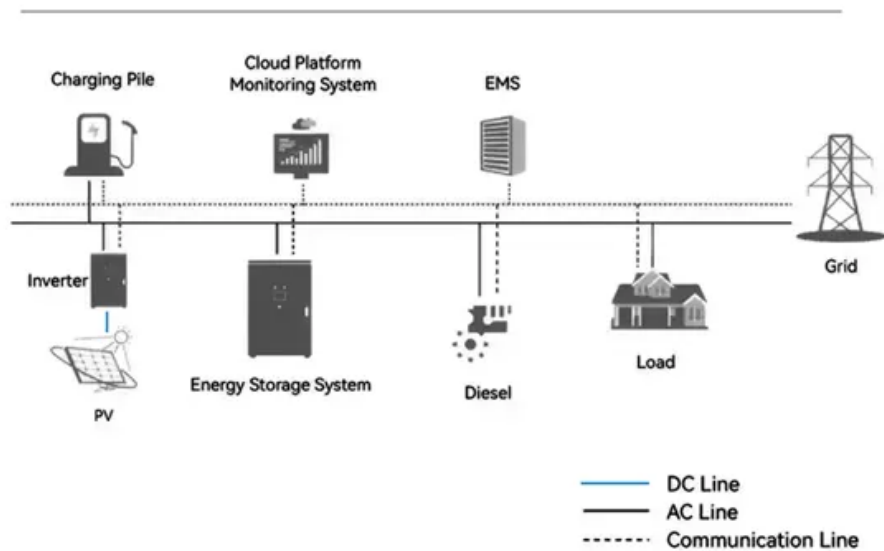 Charging Pile
Cloud Platform
Monitoring System
EMS
Inverter
Grid
PV
Energy Storage System
Diesel
Load
DC Line
AC Line
Communication Line